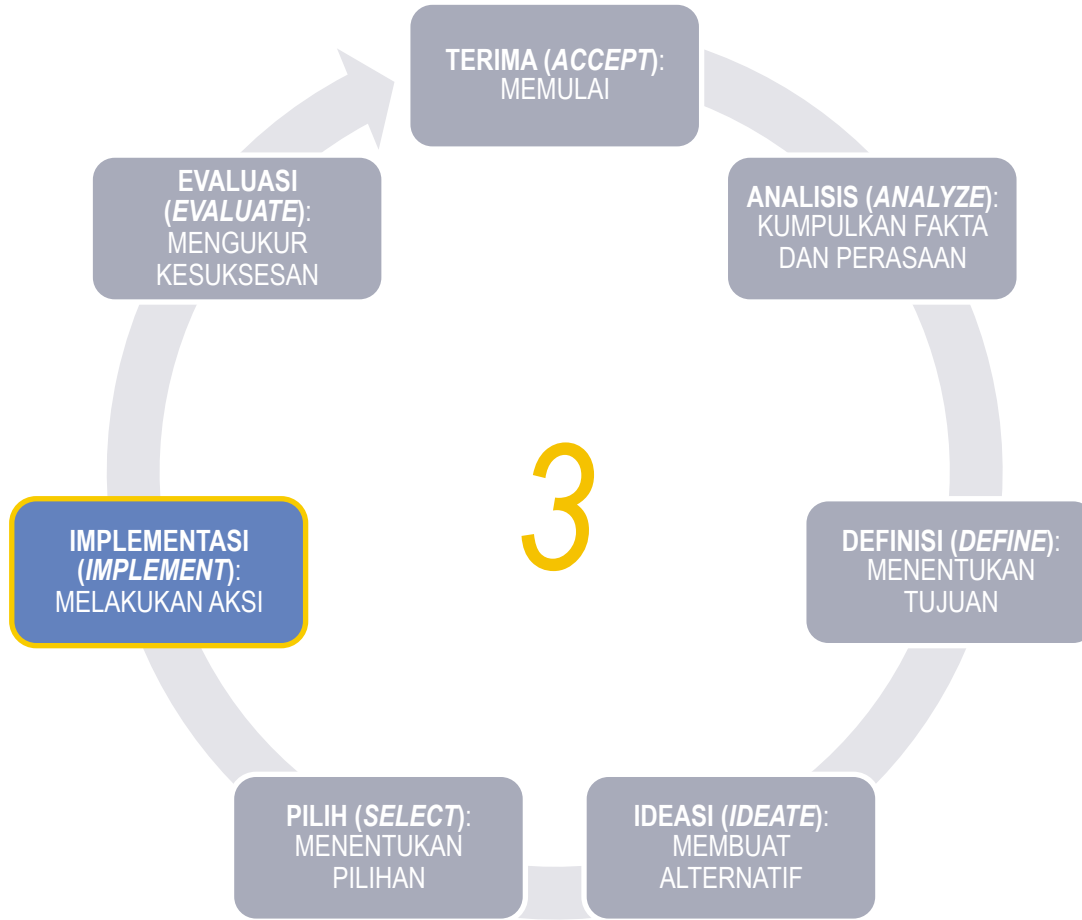 TERIMA (ACCEPT):
MEMULAI
ANALISIS (ANALYZE):
KUMPULKAN FAKTA
DAN PERASAAN
DEFINISI (DEFINE):
MENENTUKAN
TUJUAN
IDEASI (IDEATE):
MEMBUAT
ALTERNATIF
PILIH (SELECT):
MENENTUKAN
PILIHAN
IMPLEMENTASI
(IMPLEMENT):
MELAKUKAN AKSI
EVALUASI
(EVALUATE):
MENGUKUR
KESUKSESAN
3